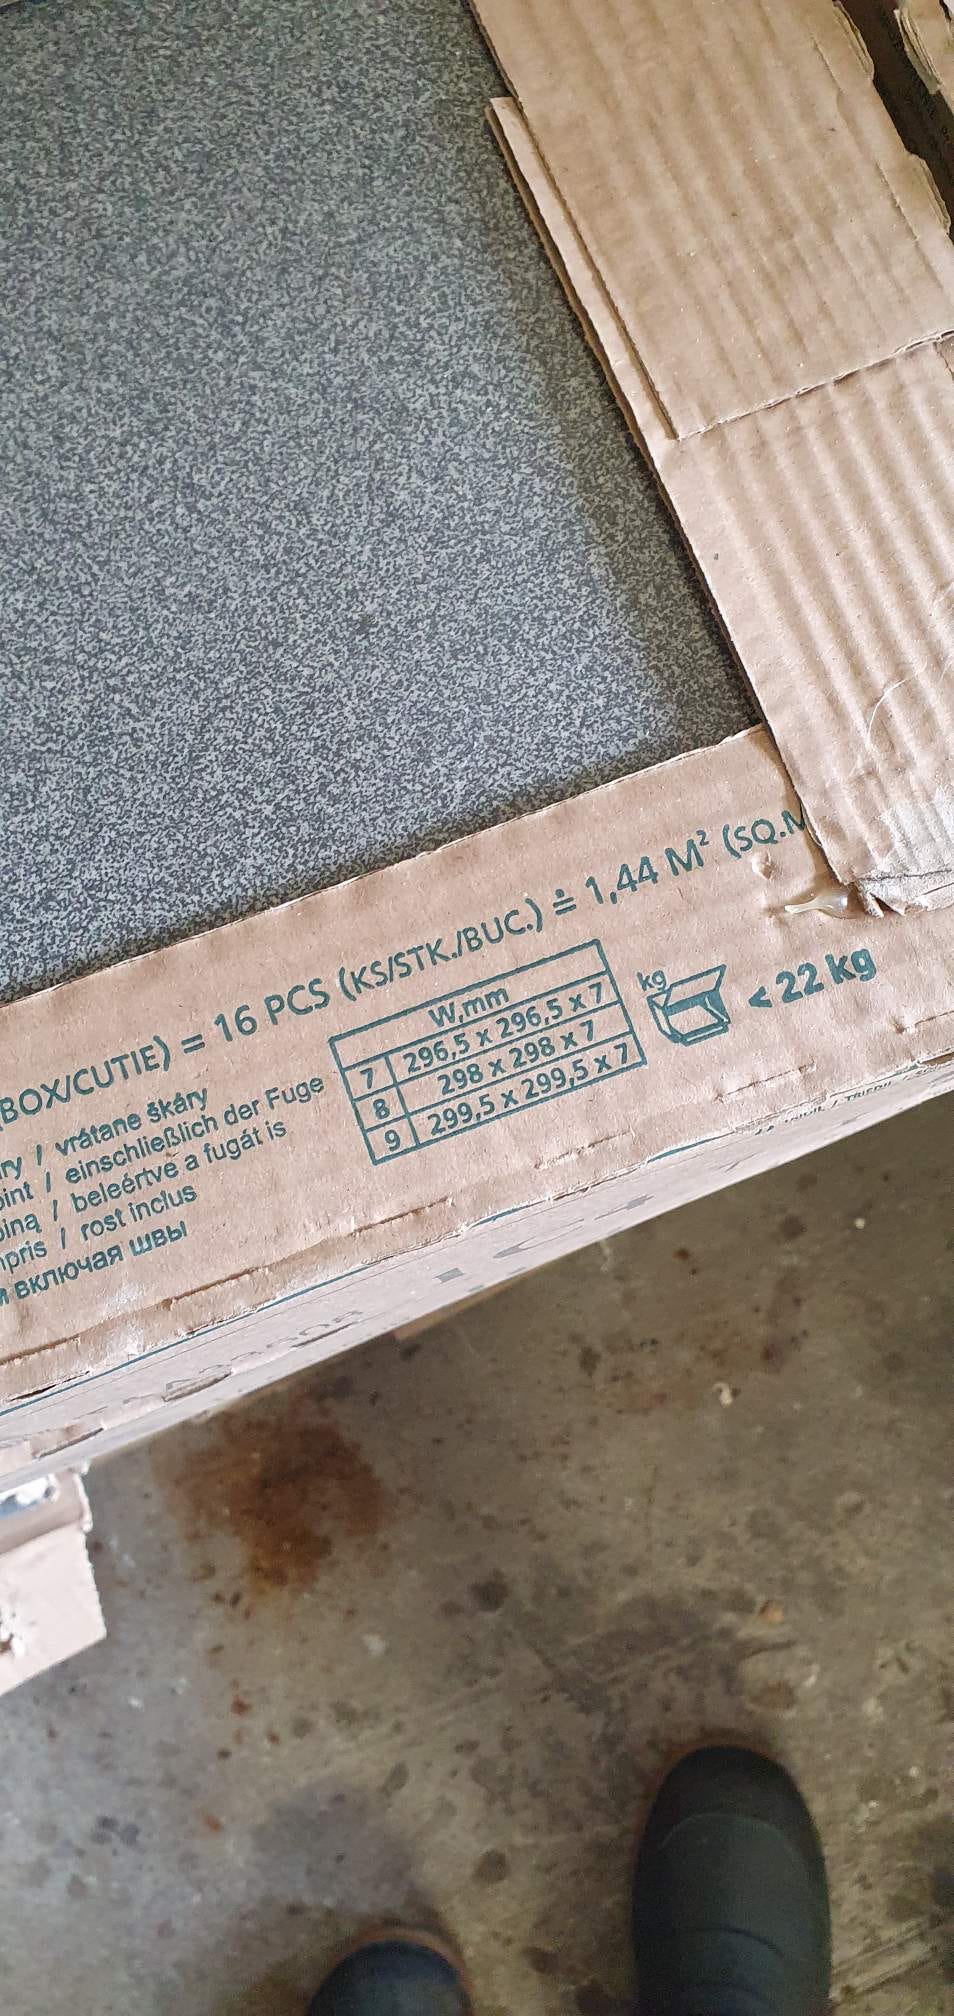 BOX/CUTIE) = 16 PCS (KS/STK./BUC.) ≐ 1,44 M² (SQ.M
W,mm
7 296,5 x 296,5 x 7
8 298 x 298 x 7
9 299,5 x 299,5 x 7
kg < 22 kg
ry / vrátane škáry
oint / einschließlich der Fuge
biną / beleértve a fugát is
npris / rost inclus
включая швы